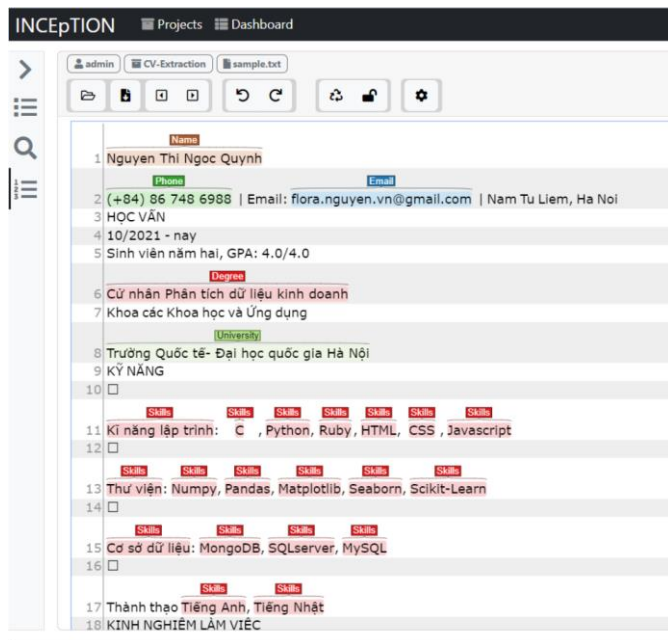 INCEpTION Projects Dashboard
admin CV-Extraction sample.txt
Name
1 Nguyen Thi Ngoc Quynh
Phone Email
2 (+84) 86 748 6988 | Email: flora.nguyen.vn@gmail.com | Nam Tu Liem, Ha Noi
3 HỌC VẤN
4 10/2021 - nay
5 Sinh viên năm hai, GPA: 4.0/4.0
Degree
6 Cử nhân Phân tích dữ liệu kinh doanh
7 Khoa các Khoa học và Ứng dụng
University
8 Trường Quốc tế- Đại học quốc gia Hà Nội
9 KỸ NĂNG
10 □
Skills Skills Skills Skills Skills Skills Skills
11 Kĩ năng lập trình: C , Python, Ruby, HTML, CSS , Javascript
12 □
Skills Skills Skills Skills Skills Skills
13 Thư viện: Numpy, Pandas, Matplotlib, Seaborn, Scikit-Learn
14 □
Skills Skills Skills Skills
15 Cơ sở dữ liệu: MongoDB, SQLserver, MySQL
16 □
Skills Skills
17 Thành thạo Tiếng Anh, Tiếng Nhật
18 KINH NGHIỆM LÀM VIỆC